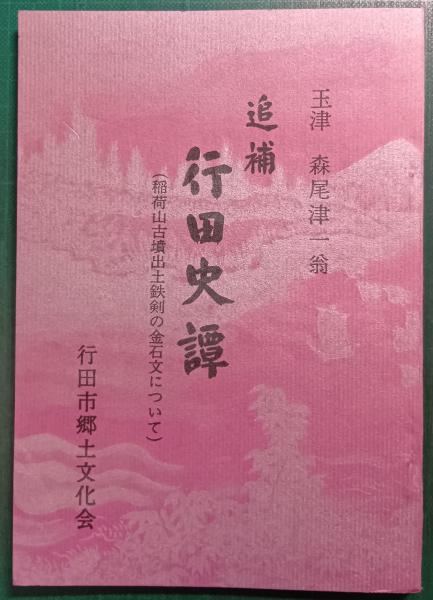 玉津 森尾津一翁
追補
行田史譚
(稲荷山古墳出土鉄剣の金石文について)
行田市郷土文化会